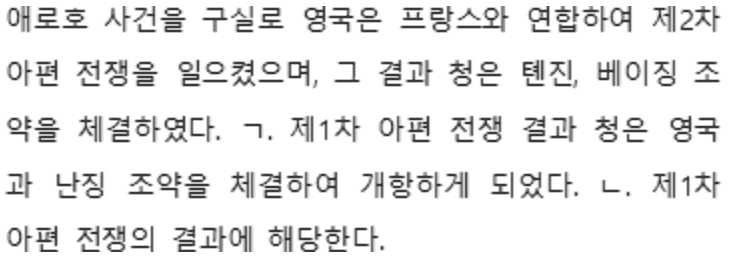 애로호 사건을 구실로 영국은 프랑스와 연합하여 제2차
아편 전쟁을 일으켰으며, 그 결과 청은 톈진, 베이징 조
약을 체결하였다. ㄱ. 제1차 아편 전쟁 결과 청은 영국
과 난징 조약을 체결하여 개항하게 되었다. ㄴ. 제1차
아편 전쟁의 결과에 해당한다.